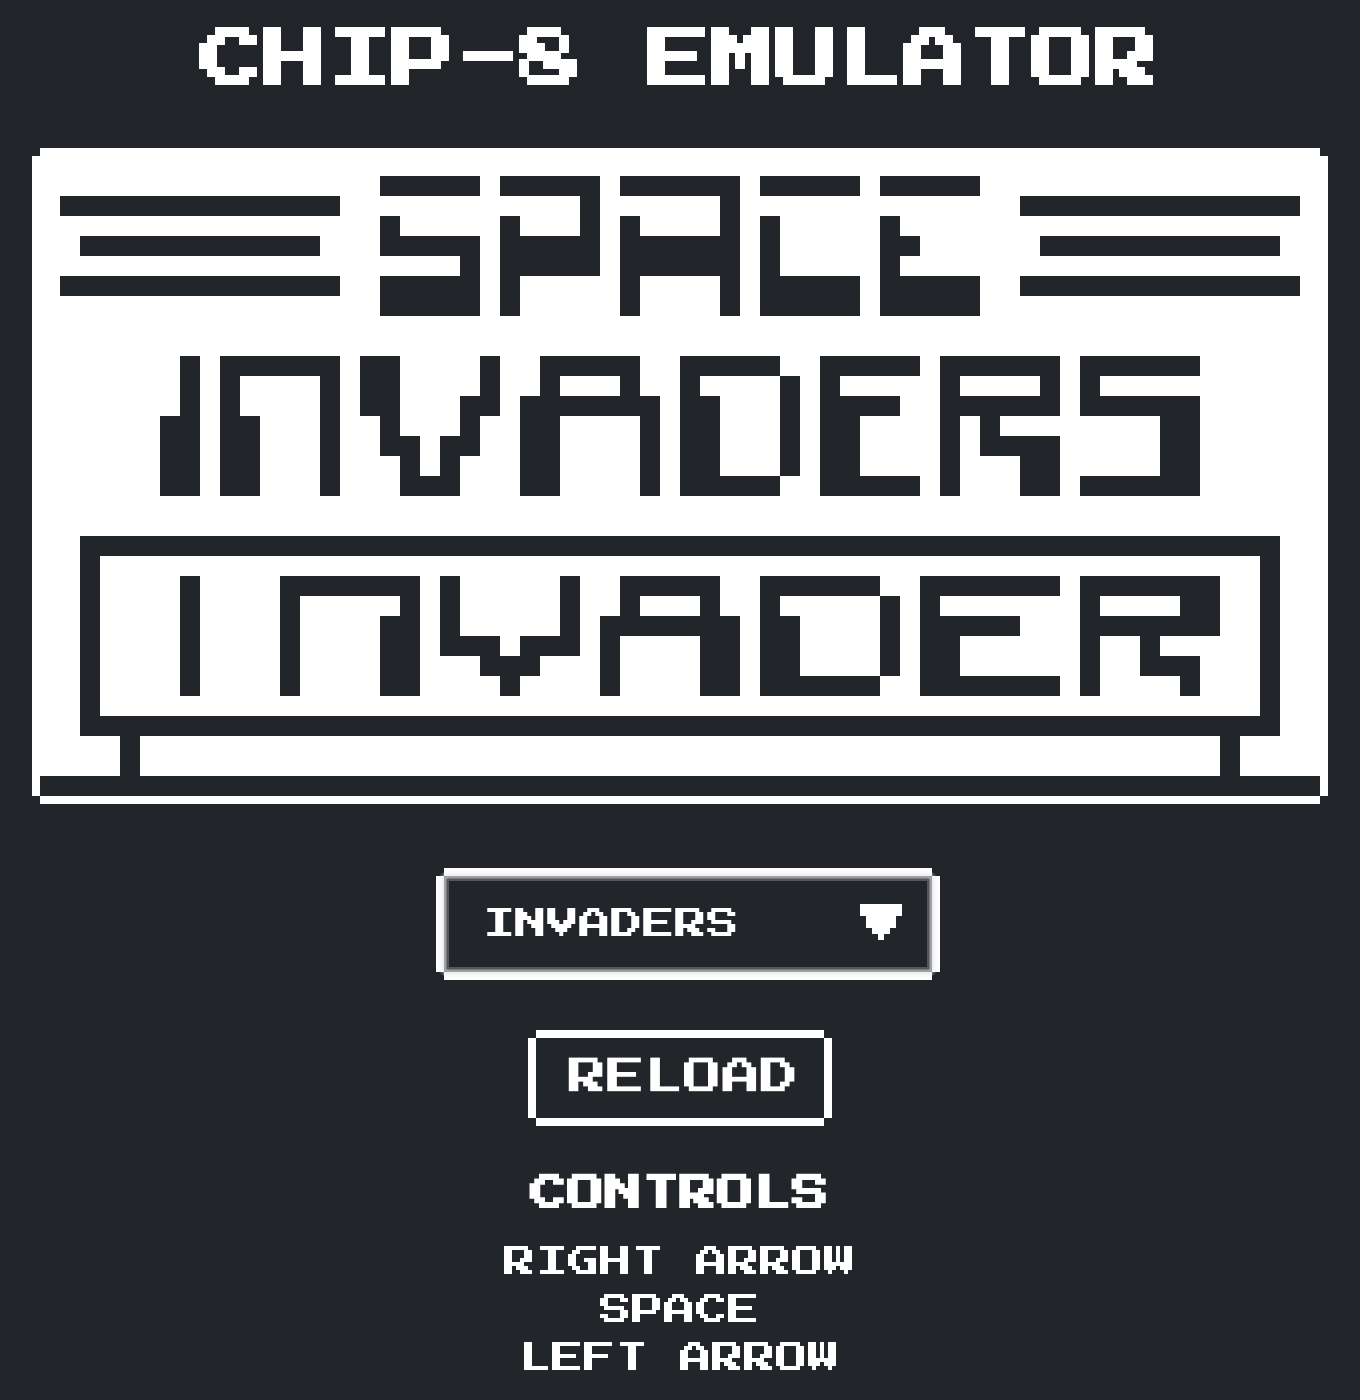 CHIP-8 EMULATOR
SPACE
INVADERS
INVADER
INVADERS
RELOAD
CONTROLS
RIGHT ARROW
SPACE
LEFT ARROW